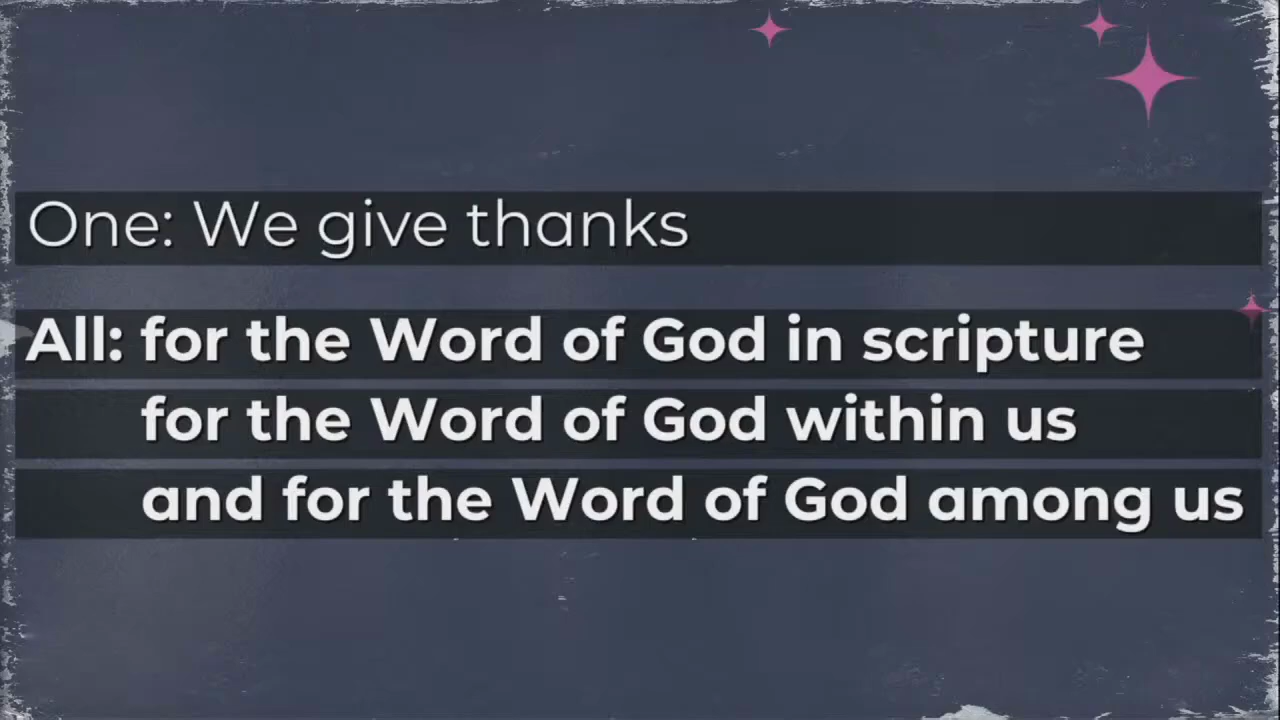 One: We give thanks
All: for the Word of God in scripture
for the Word of God within us
and for the Word of God among us